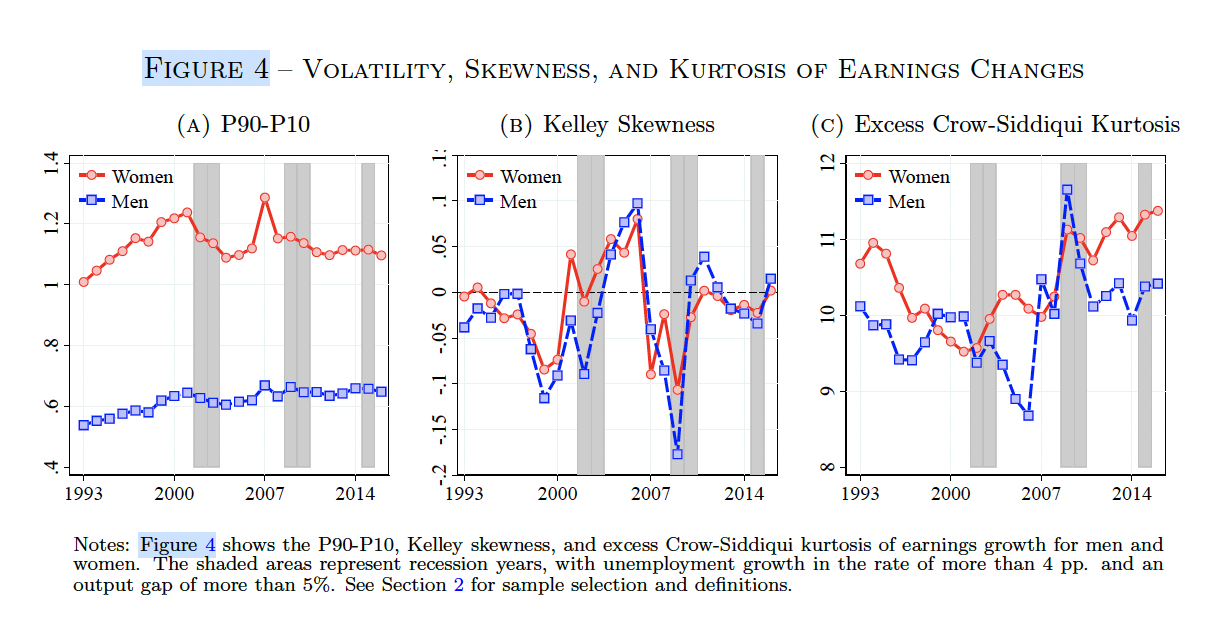 FIGURE 4 – VOLATILITY, SKEWNESS, AND KURTOSIS OF EARNINGS CHANGES
(A) P90-P10
(B) Kelley Skewness
(C) Excess Crow-Siddiqui Kurtosis
1.4
1.2
1
.8
.6
.4
Women
Men
1993
2000
2007
2014
.1
.05
0
-.05
-.1
-.15
-.2
Women
Men
1993
2000
2007
2014
12
11
10
9
8
Women
Men
1993
2000
2007
2014
Notes: Figure 4 shows the P90-P10, Kelley skewness, and excess Crow-Siddiqui kurtosis of earnings growth for men and
women. The shaded areas represent recession years, with unemployment growth in the rate of more than 4 pp. and an
output gap of more than 5%. See Section 2 for sample selection and definitions.